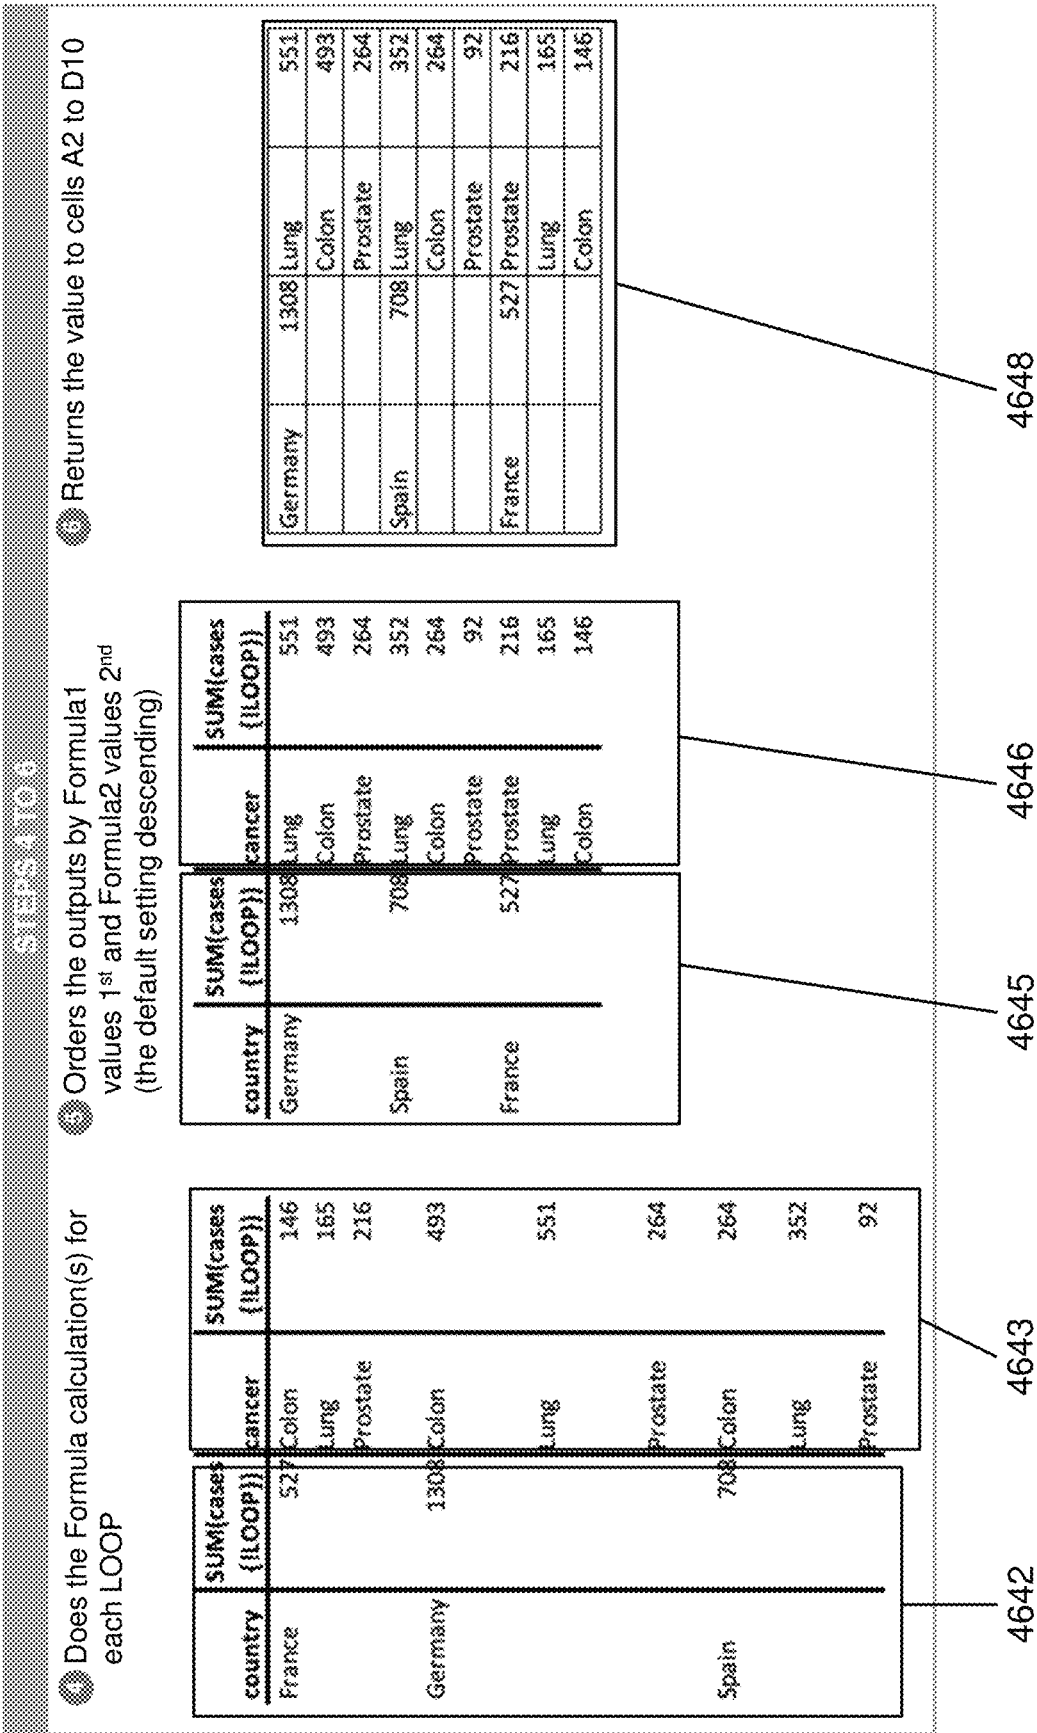 STEPS 4 TO 6
4 Does the Formula calculation(s) for
each LOOP
country SUM(cases {!LOOP}) cancer SUM(cases {!LOOP})
France 527 Colon 146
Lung 165
Prostate 216
Germany 1308 Colon 493
Lung 551
Prostate 264
Spain 708 Colon 264
Lung 352
Prostate 92
4642
4643
5 Orders the outputs by Formula1
values 1st and Formula2 values 2nd
(the default setting descending)
country SUM(cases {!LOOP}) cancer SUM(cases {!LOOP})
Germany 1308 Lung 551
Colon 493
Prostate 264
Spain 708 Lung 352
Colon 264
Prostate 92
France 527 Prostate 216
Lung 165
Colon 146
4645
4646
6 Returns the value to cells A2 to D10
Germany 1308 Lung 551
Colon 493
Prostate 264
Spain 708 Lung 352
Colon 264
Prostate 92
France 527 Prostate 216
Lung 165
Colon 146
4648